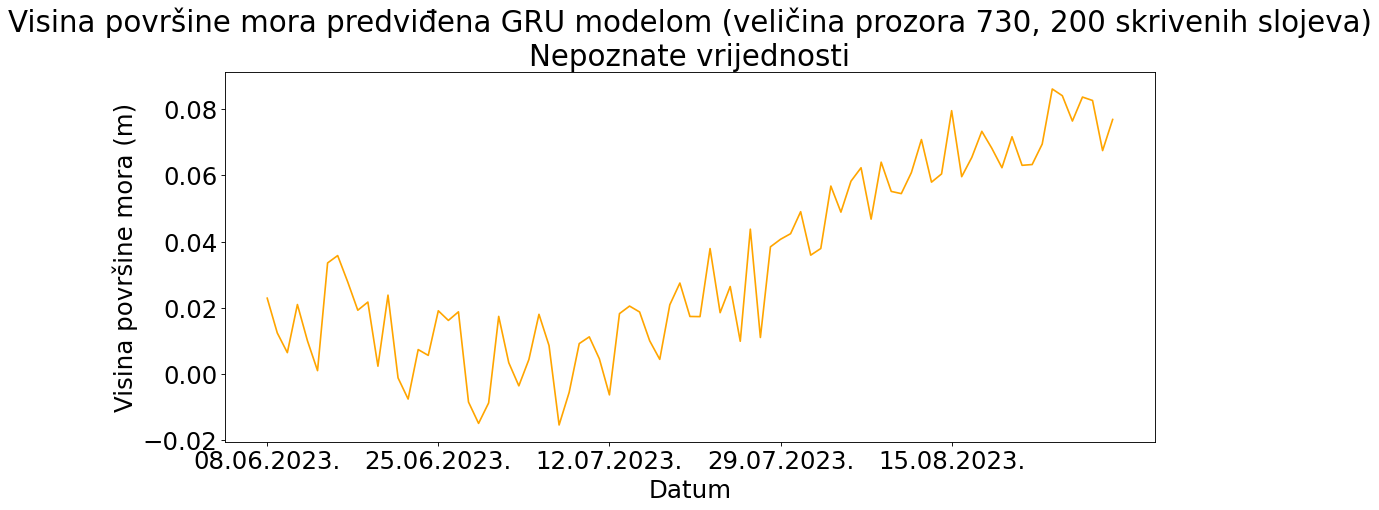 Visina površine mora predviđena GRU modelom (veličina prozora 730, 200 skrivenih slojeva)
Nepoznate vrijednosti
Visina površine mora (m)
0.08
0.06
0.04
0.02
0.00
−0.02
08.06.2023. 25.06.2023. 12.07.2023. 29.07.2023. 15.08.2023.
Datum